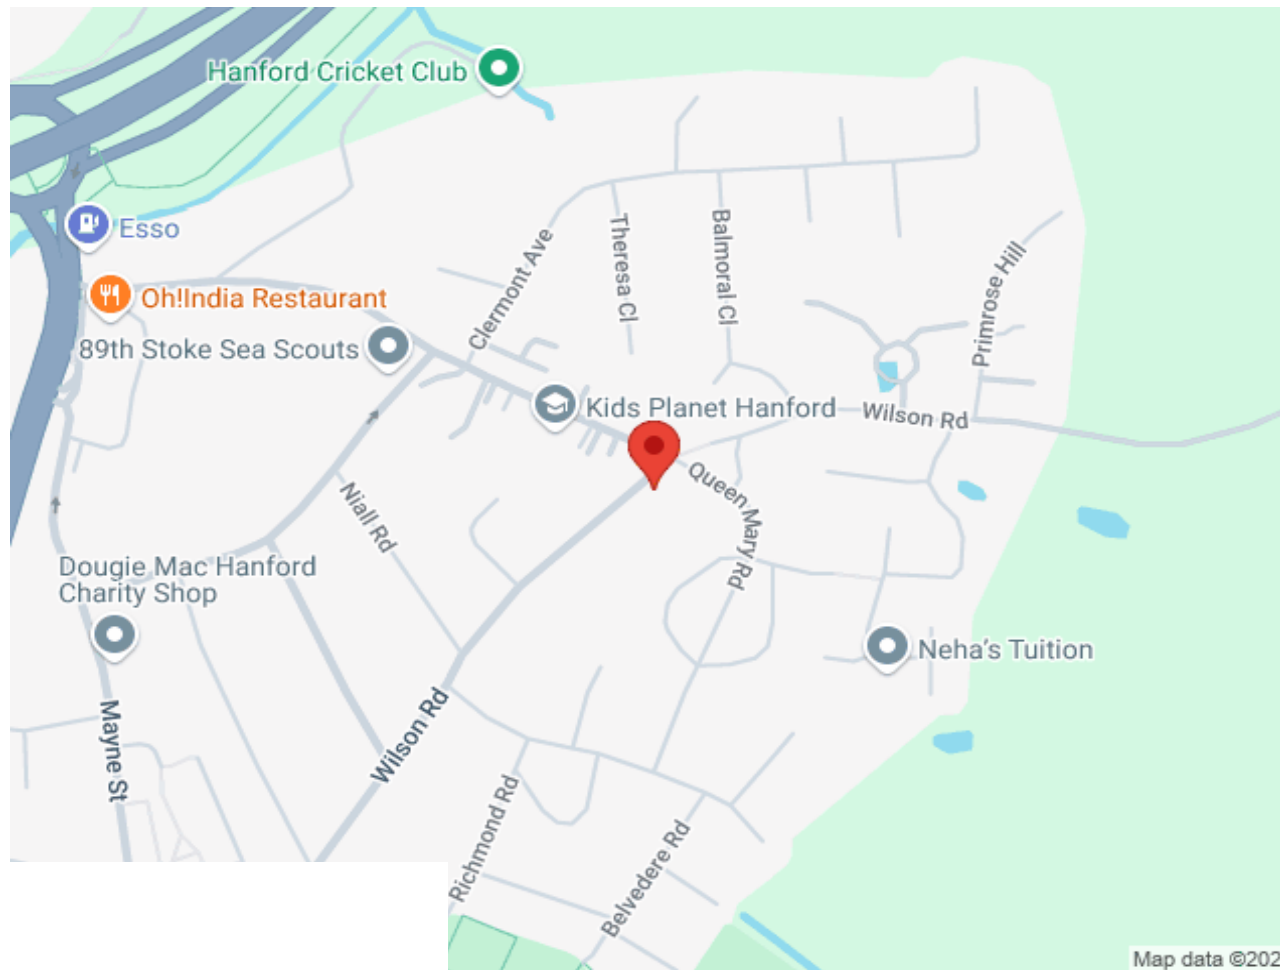 Hanford Cricket Club
Esso
Oh!India Restaurant
89th Stoke Sea Scouts
Clermont Ave
Theresa Cl
Balmoral Cl
Primrose Hill
Kids Planet Hanford
Wilson Rd
Queen Mary Rd
Niall Rd
Dougie Mac Hanford
Charity Shop
Neha's Tuition
Mayne St
Wilson Rd
Richmond Rd
Belvedere Rd
Map data ©202